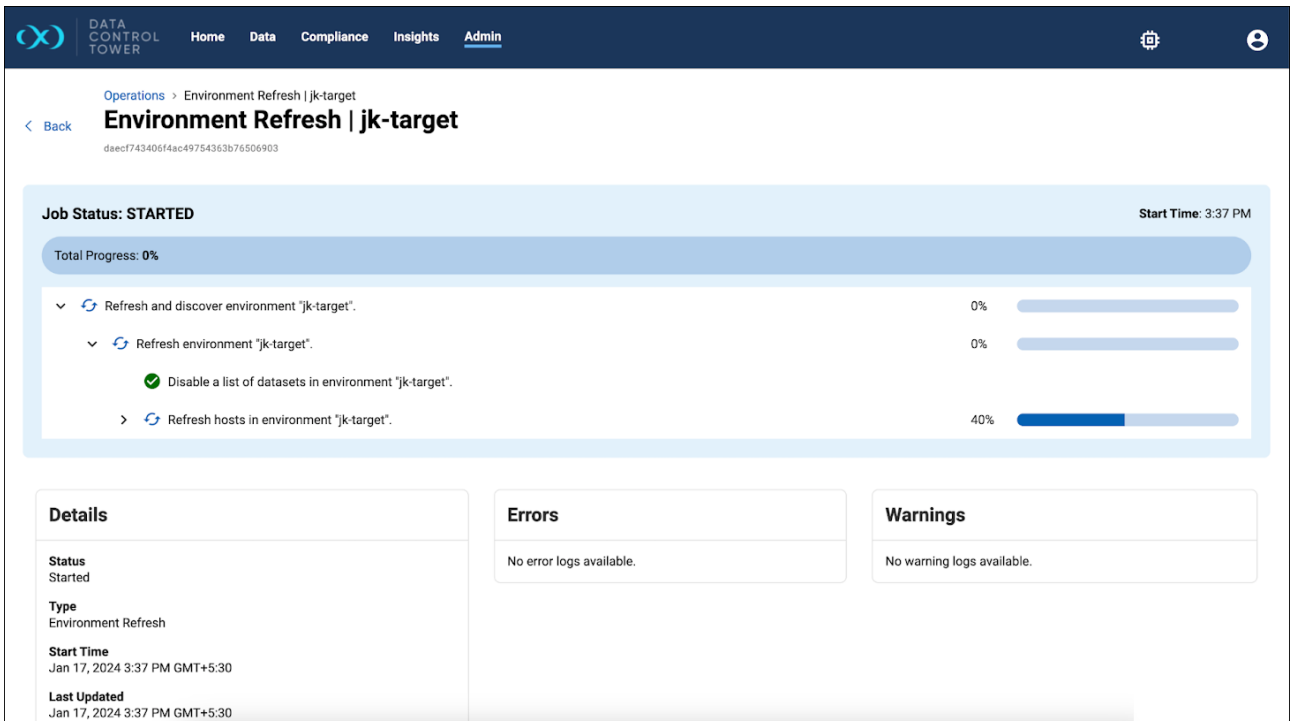 DATA
CONTROL
TOWER
Home Data Compliance Insights Admin
Operations > Environment Refresh | jk-target
Back
Environment Refresh | jk-target
daecf743406f4ac49754363b76506903
Job Status: STARTED Start Time: 3:37 PM
Total Progress: 0%
Refresh and discover environment "jk-target". 0%
Refresh environment "jk-target". 0%
Disable a list of datasets in environment "jk-target".
Refresh hosts in environment "jk-target". 40%
Details
Status
Started
Type
Environment Refresh
Start Time
Jan 17, 2024 3:37 PM GMT+5:30
Last Updated
Jan 17, 2024 3:37 PM GMT+5:30
Errors
No error logs available.
Warnings
No warning logs available.